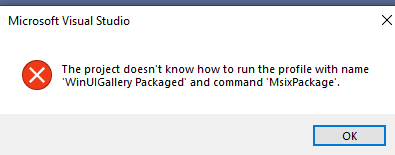 Microsoft Visual Studio
The project doesn't know how to run the profile with name
'WinUIGallery Packaged' and command 'MsixPackage'.
OK